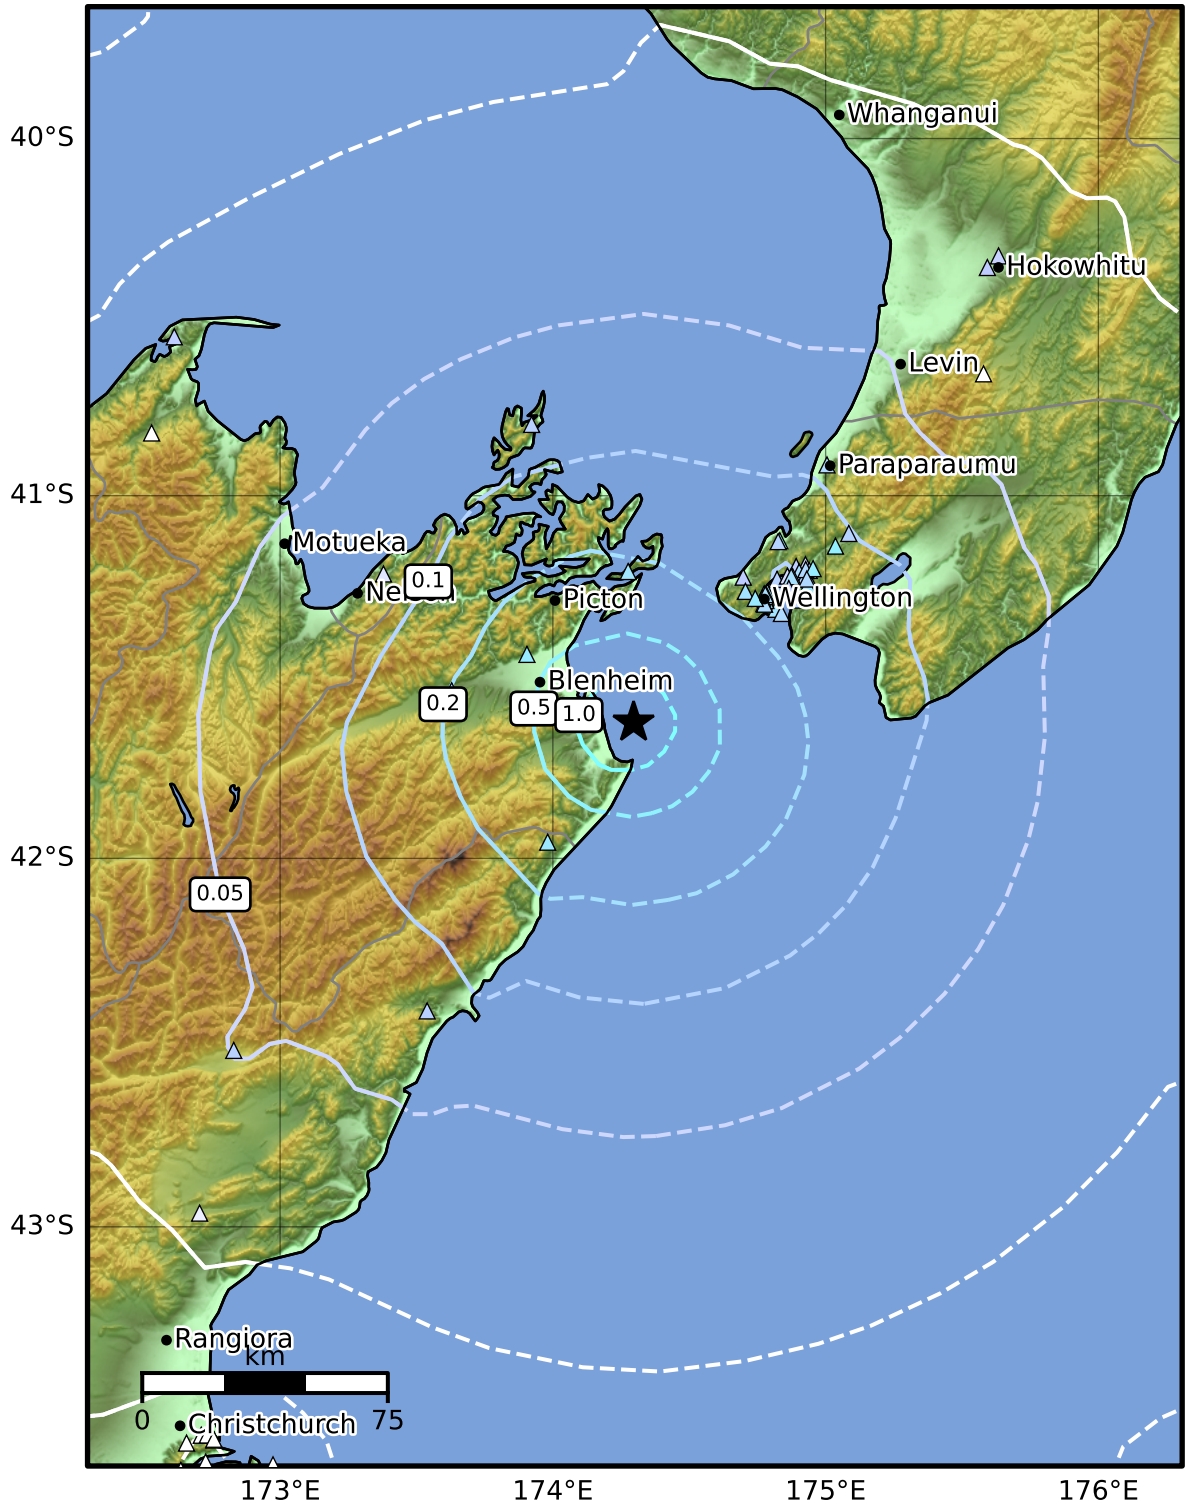 Whanganui
40°S
Hokowhitu
Levin
Paraparaumu
41°S
Motueka
0.1
Nelson
Picton
Wellington
Blenheim
0.2
0.5
1.0
42°S
0.05
43°S
Rangiora
km
0
75
Christchurch
173°E
174°E
175°E
176°E